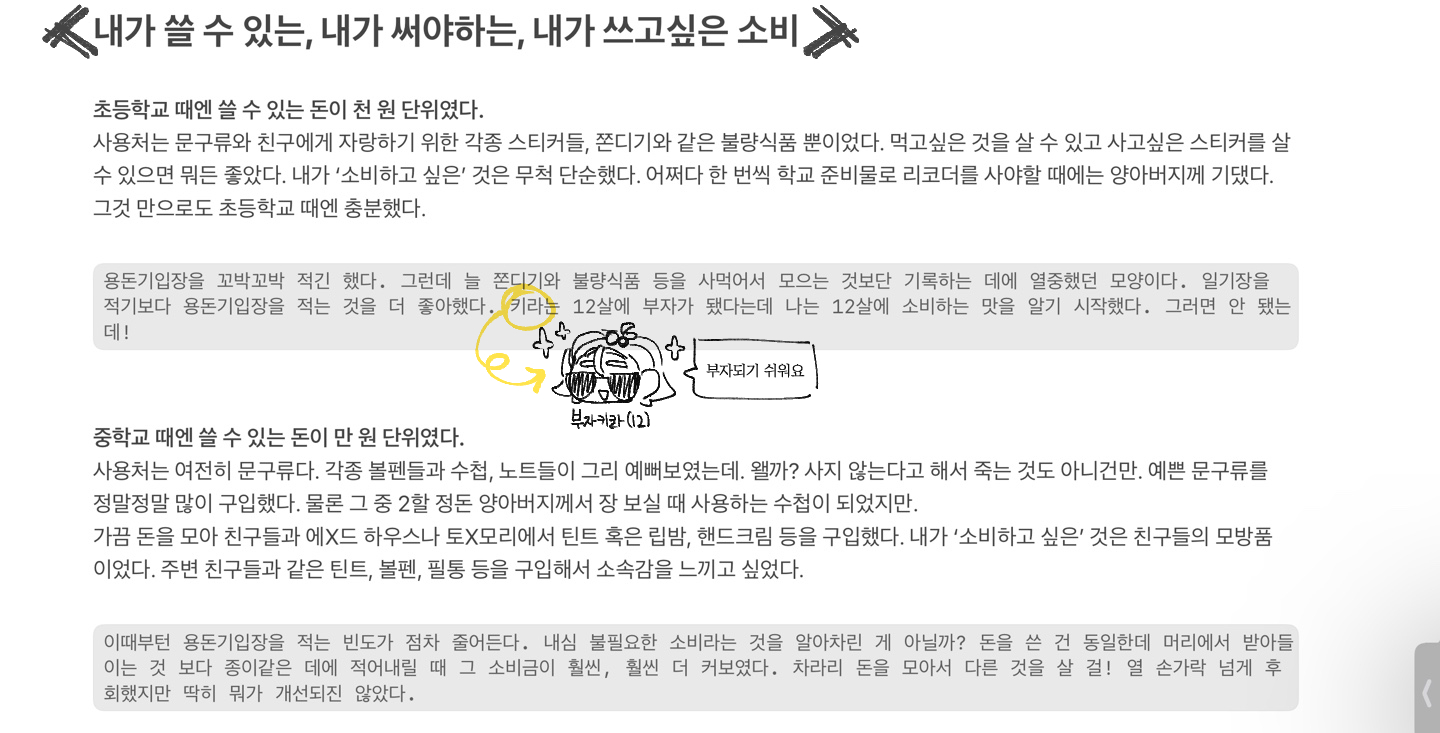 내가 쓸 수 있는, 내가 써야하는, 내가 쓰고싶은 소비
초등학교 때엔 쓸 수 있는 돈이 천 원 단위였다.
사용처는 문구류와 친구에게 자랑하기 위한 각종 스티커들, 쫀디기와 같은 불량식품 뿐이었다. 먹고싶은 것을 살 수 있고 사고싶은 스티커를 살
수 있으면 뭐든 좋았다. 내가 ‘소비하고 싶은’ 것은 무척 단순했다. 어쩌다 한 번씩 학교 준비물로 리코더를 사야할 때에는 양아버지께 기댔다.
그것 만으로도 초등학교 때엔 충분했다.
용돈기입장을 꼬박꼬박 적긴 했다. 그런데 늘 쫀디기와 불량식품 등을 사먹어서 모으는 것보단 기록하는 데에 열중했던 모양이다. 일기장을
적기보다 용돈기입장을 적는 것을 더 좋아했다. 키라는 12살에 부자가 됐다는데 나는 12살에 소비하는 맛을 알기 시작했다. 그러면 안 됐는
데!
부자되기 쉬워요
부자키라(12)
중학교 때엔 쓸 수 있는 돈이 만 원 단위였다.
사용처는 여전히 문구류다. 각종 볼펜들과 수첩, 노트들이 그리 예뻐보였는데. 왤까? 사지 않는다고 해서 죽는 것도 아니건만. 예쁜 문구류를
정말정말 많이 구입했다. 물론 그 중 2할 정돈 양아버지께서 장 보실 때 사용하는 수첩이 되었지만.
가끔 돈을 모아 친구들과 에X드 하우스나 토X모리에서 틴트 혹은 립밤, 핸드크림 등을 구입했다. 내가 ‘소비하고 싶은’ 것은 친구들의 모방품
이었다. 주변 친구들과 같은 틴트, 볼펜, 필통 등을 구입해서 소속감을 느끼고 싶었다.
이때부턴 용돈기입장을 적는 빈도가 점차 줄어든다. 내심 불필요한 소비라는 것을 알아차린 게 아닐까? 돈을 쓴 건 동일한데 머리에서 받아들
이는 것 보다 종이같은 데에 적어내릴 때 그 소비금이 훨씬, 훨씬 더 커보였다. 차라리 돈을 모아서 다른 것을 살 걸! 열 손가락 넘게 후
회했지만 딱히 뭐가 개선되진 않았다.